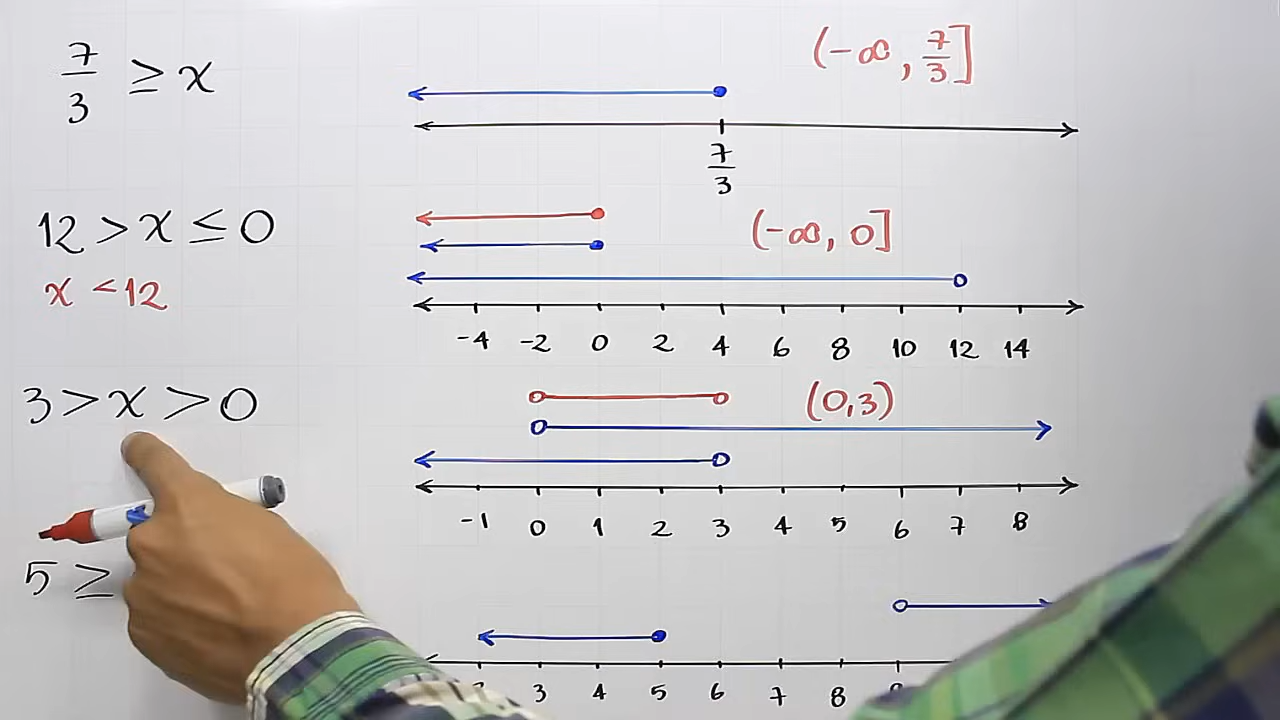 7/3 ≥ x
(-∞, 7/3]
7/3
12 > x ≤ 0
(-∞, 0]
x < 12
-4 -2 0 2 4 6 8 10 12 14
3 > x > 0
(0,3)
-1 0 1 2 3 4 5 6 7 8
5 ≥
3 4 5 6 7 8